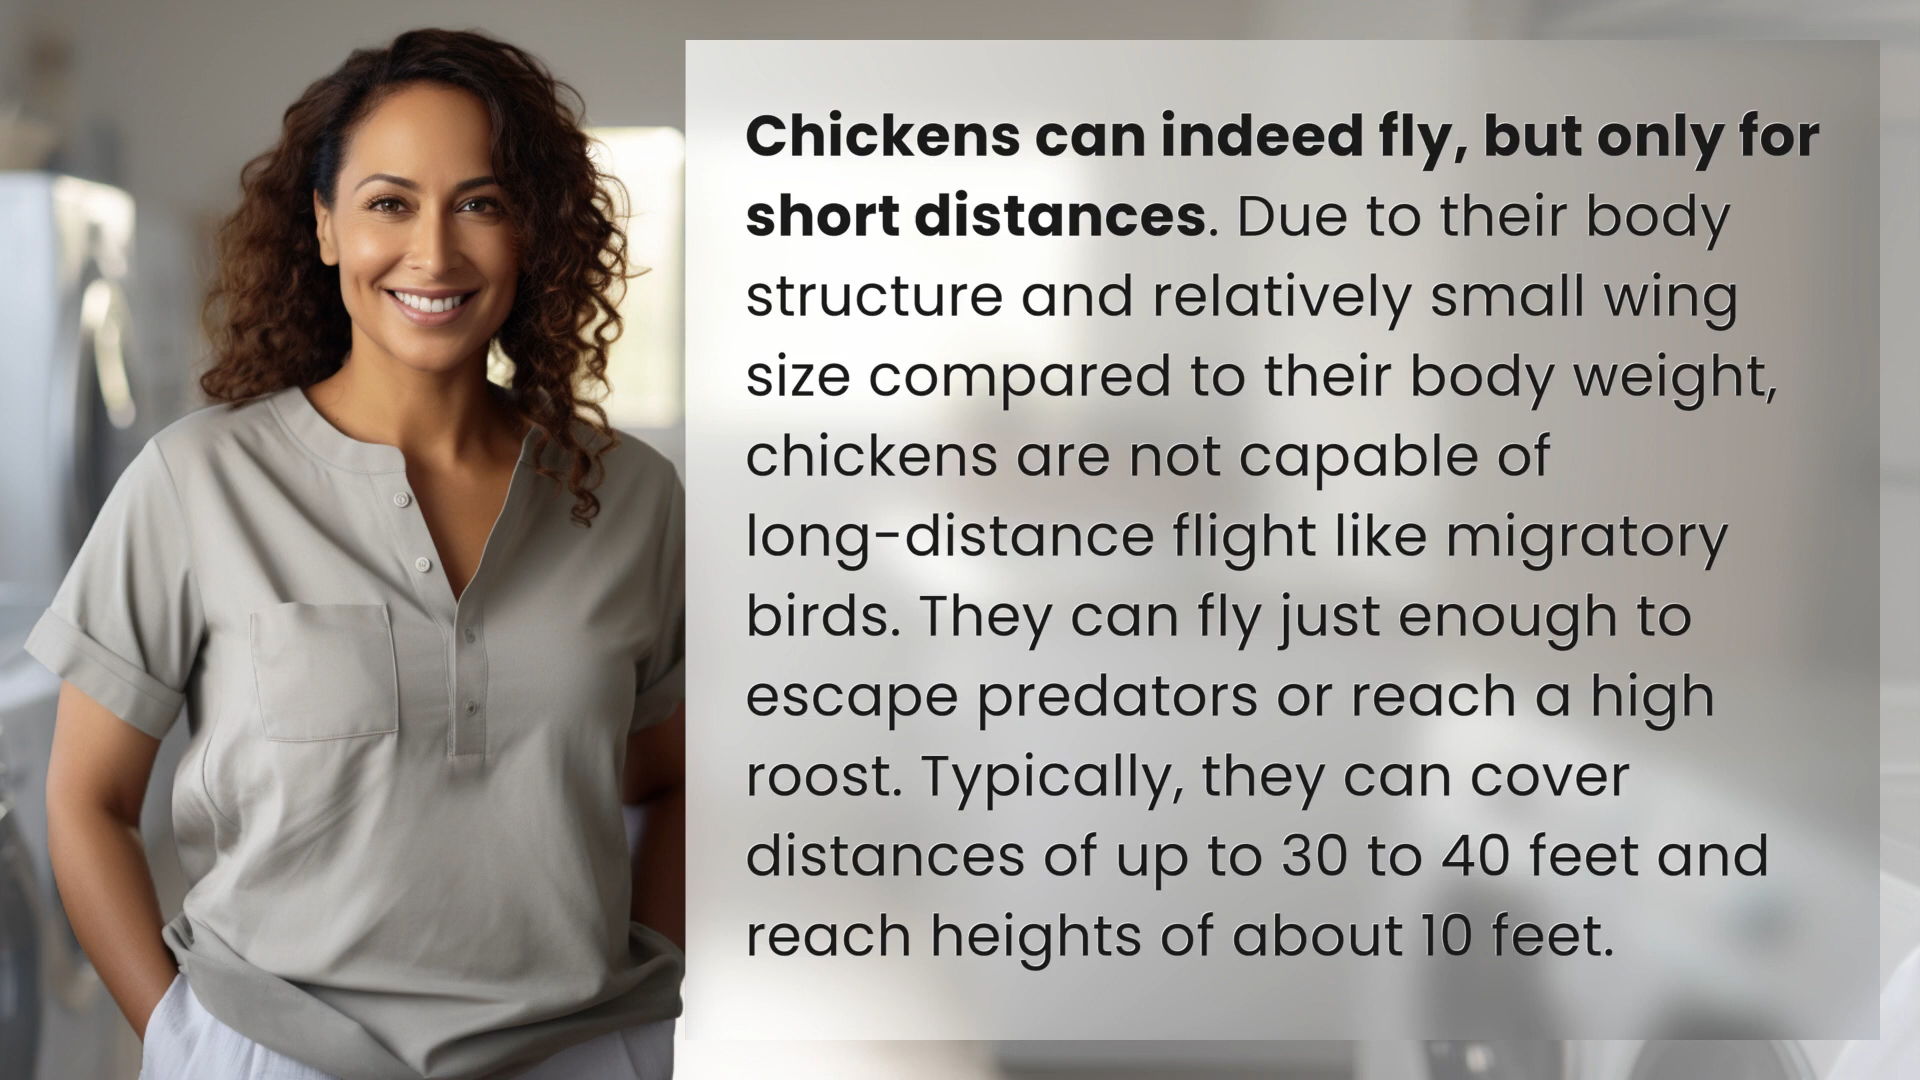 Chickens can indeed fly, but only for
short distances. Due to their body
structure and relatively small wing
size compared to their body weight,
chickens are not capable of
long-distance flight like migratory
birds. They can fly just enough to
escape predators or reach a high
roost. Typically, they can cover
distances of up to 30 to 40 feet and
reach heights of about 10 feet.